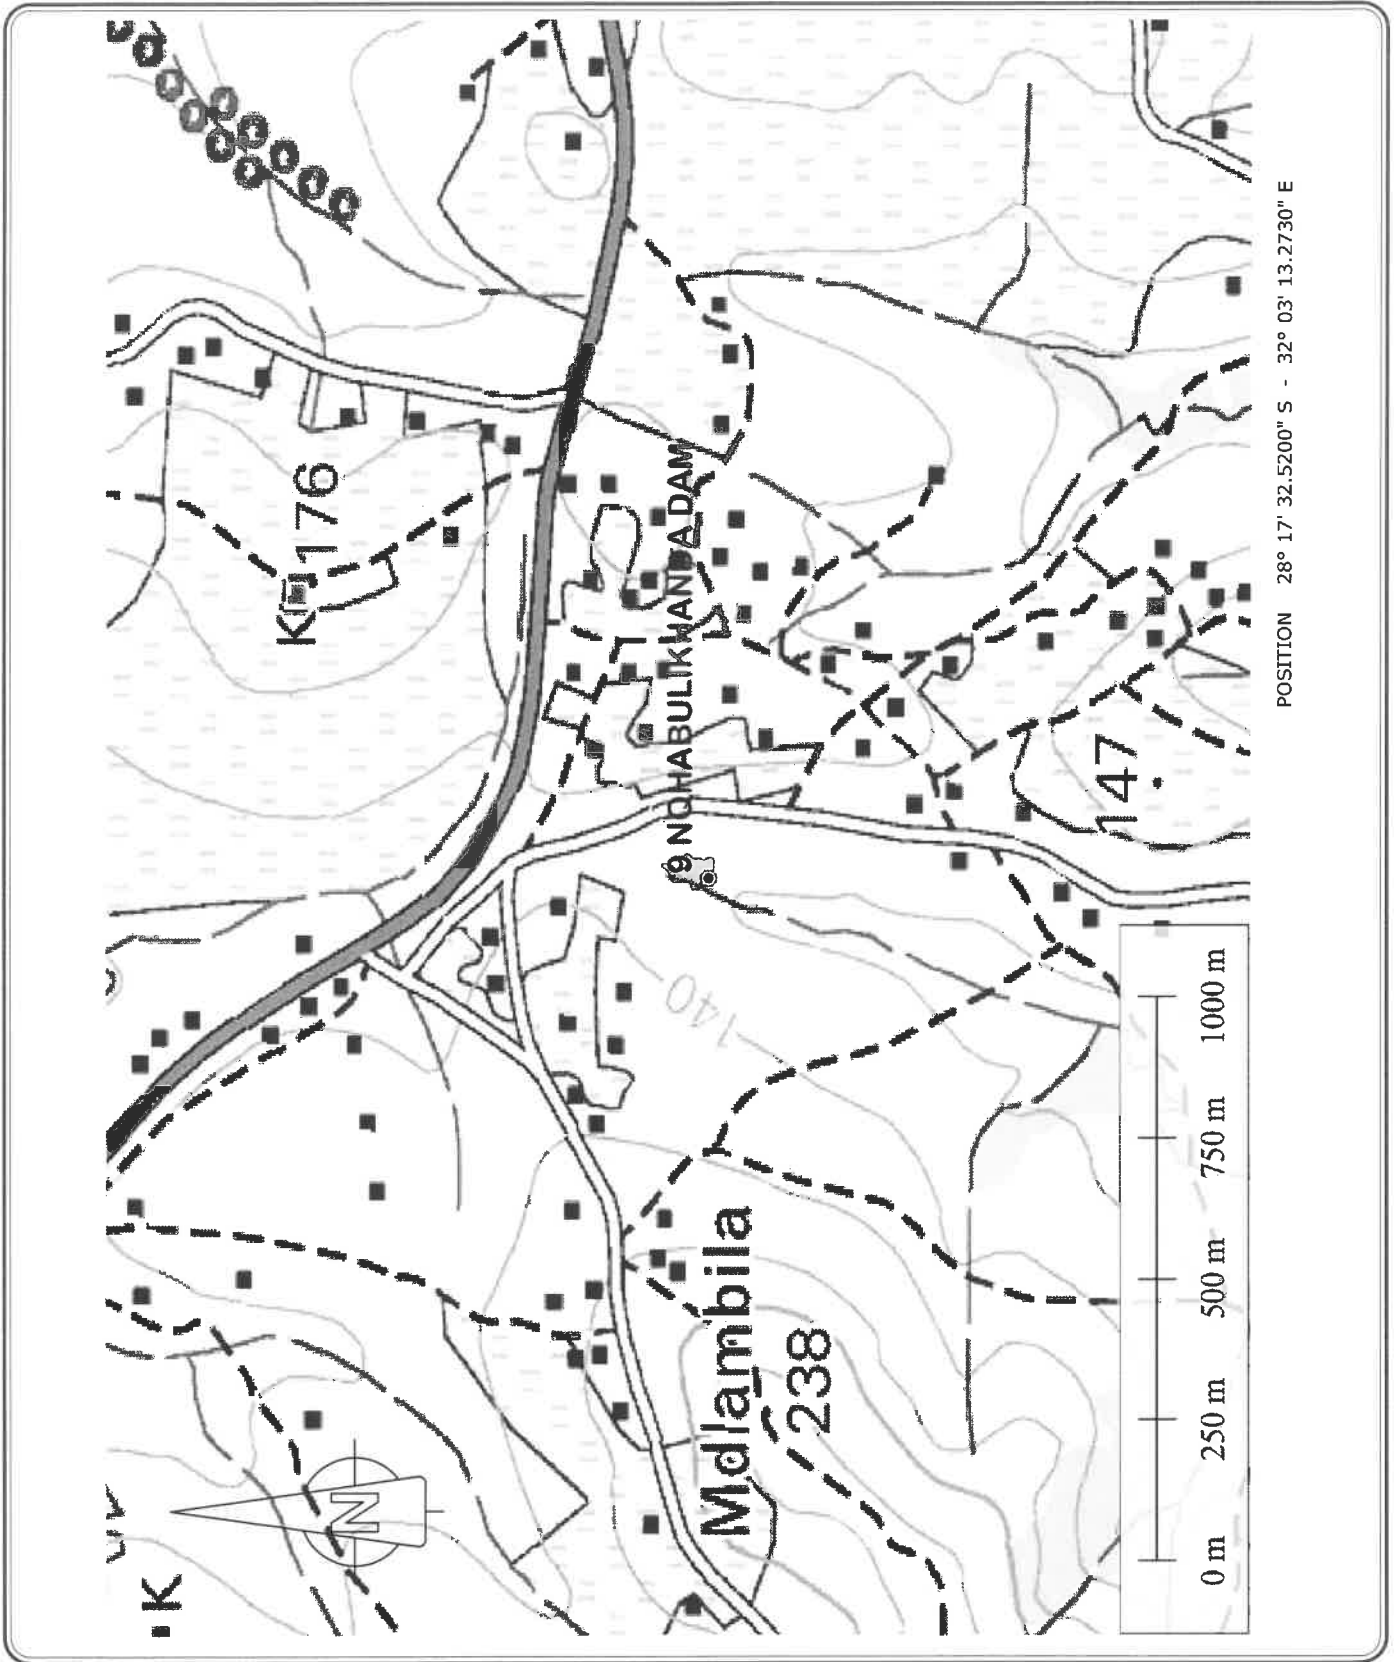 K
K
176
9 NQHABULIKHANDA DAM
140
147
Mdlambila
238
N
0 m 250 m 500 m 750 m 1000 m
POSITION 28° 17' 32.5200" S - 32° 03' 13.2730" E